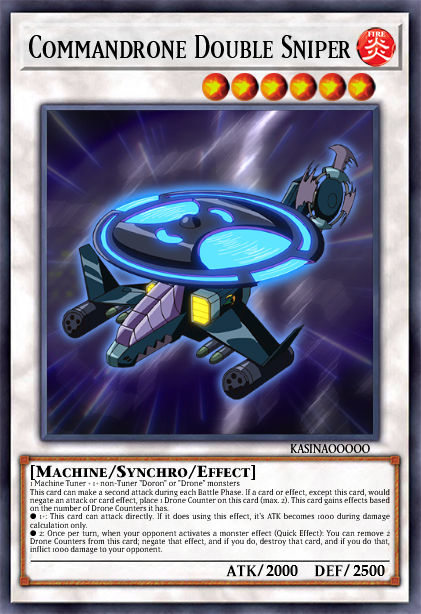 COMMANDRONE DOUBLE SNIPER
FIRE
炎
KASINAOOOOO
[MACHINE/SYNCHRO/EFFECT]
1 Machine Tuner - 1+ non-Tuner "Doron" or "Drone" monsters
This card can make a second attack during each Battle Phase. If a card or effect, except this card, would
negate an attack or card effect, place 1 Drone Counter on this card (max. 2). This card gains effects based
on the number of Drone Counters it has.
● 1+: This card can attack directly. If it does using this effect, it's ATK becomes 1000 during damage
calculation only.
● 2: Once per turn, when your opponent activates a monster effect (Quick Effect): You can remove 2
Drone Counters from this card; negate that effect, and if you do, destroy that card, and if you do that,
inflict 1000 damage to your opponent.
ATK/2000 DEF/2500